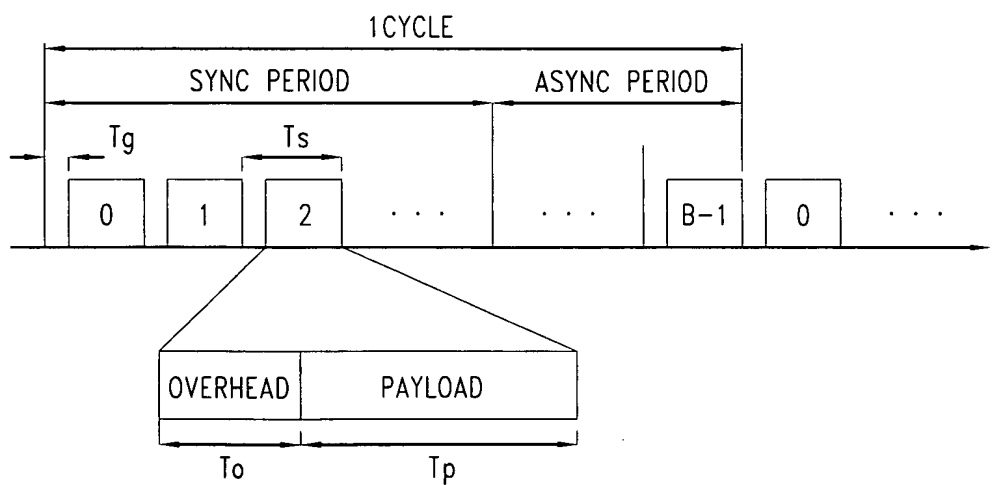 1CYCLE
SYNC PERIOD ASYNC PERIOD
Tg Ts
0 1 2 . . . . . . B-1 0 . . .
OVERHEAD PAYLOAD
To Tp